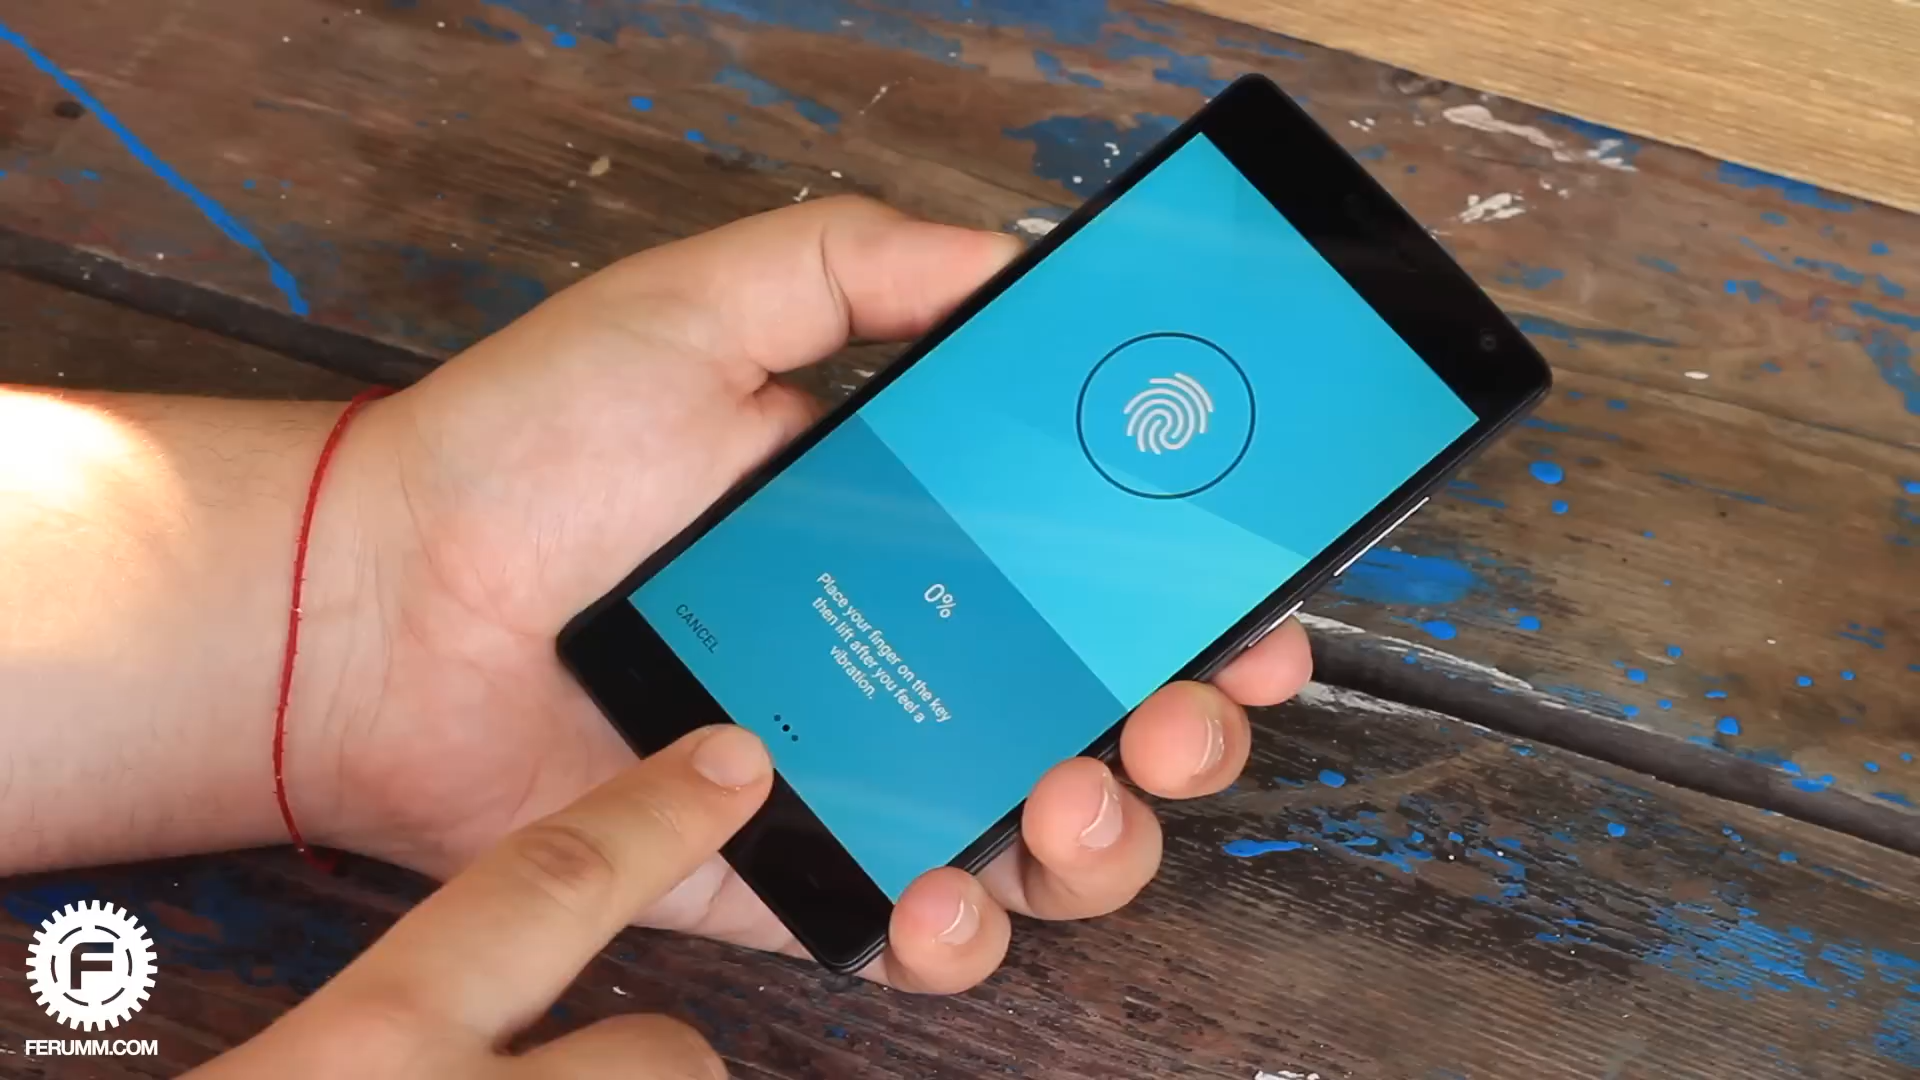 0%
Place your finger on the key
then lift after you feel a
vibration.
CANCEL
F
FERUMM.COM